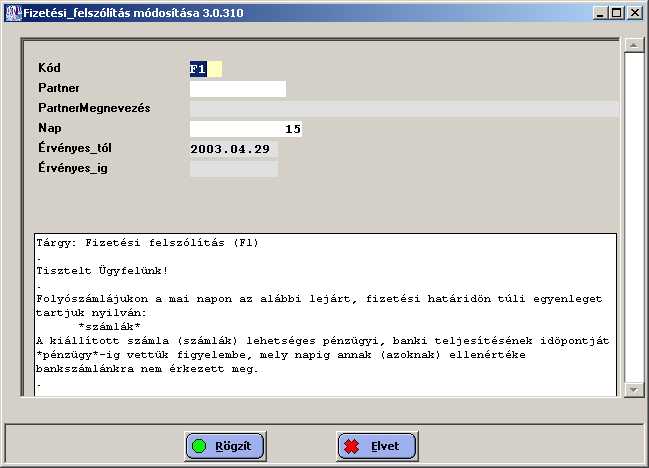 Fizetési_felszólítás módosítása 3.0.310
Kód F1
Partner
PartnerMegnevezés
Nap 15
Érvényes_tól 2003.04.29
Érvényes_ig
Tárgy: Fizetési felszólítás (F1)
.
Tisztelt Ügyfelünk!
.
Folyószámlájukon a mai napon az alábbi lejárt, fizetési határidőn túli egyenleget
tartjuk nyilván:
*számlák*
A kiállított számla (számlák) lehetséges pénzügyi, banki teljesítésének időpontját
*pénzügy*-ig vettük figyelembe, mely napig annak (azoknak) ellenértéke
bankszámlánkra nem érkezett meg.
.
Rögzít Elvet